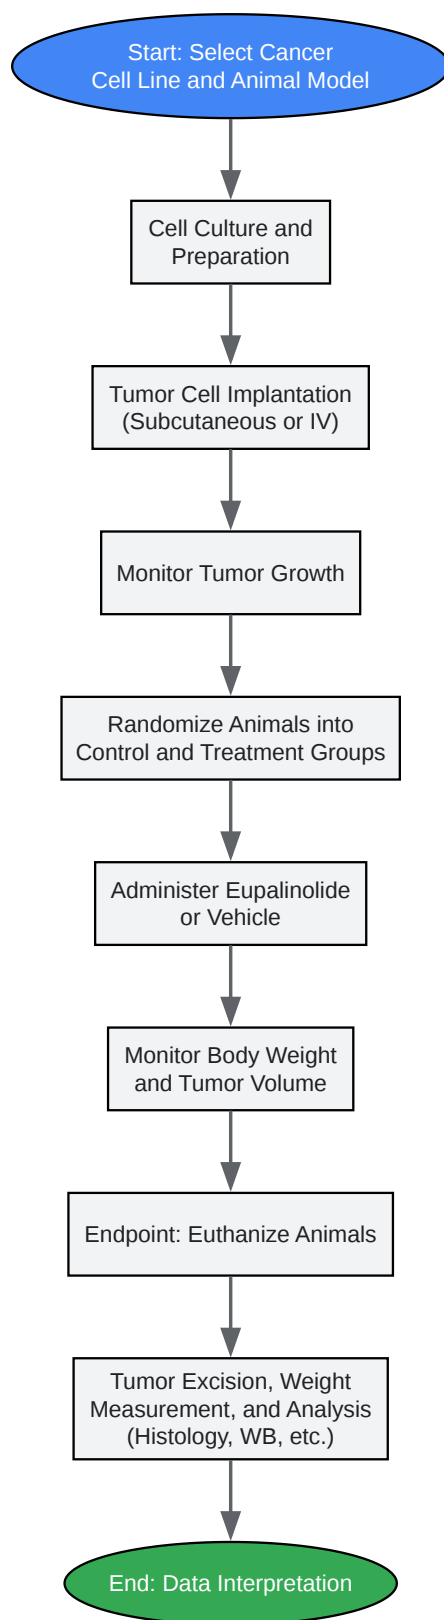 Start: Select Cancer
Cell Line and Animal Model
Cell Culture and
Preparation
Tumor Cell Implantation
(Subcutaneous or IV)
Monitor Tumor Growth
Randomize Animals into
Control and Treatment Groups
Administer Eupalinolide
or Vehicle
Monitor Body Weight
and Tumor Volume
Endpoint: Euthanize Animals
Tumor Excision, Weight
Measurement, and Analysis
(Histology, WB, etc.)
End: Data Interpretation